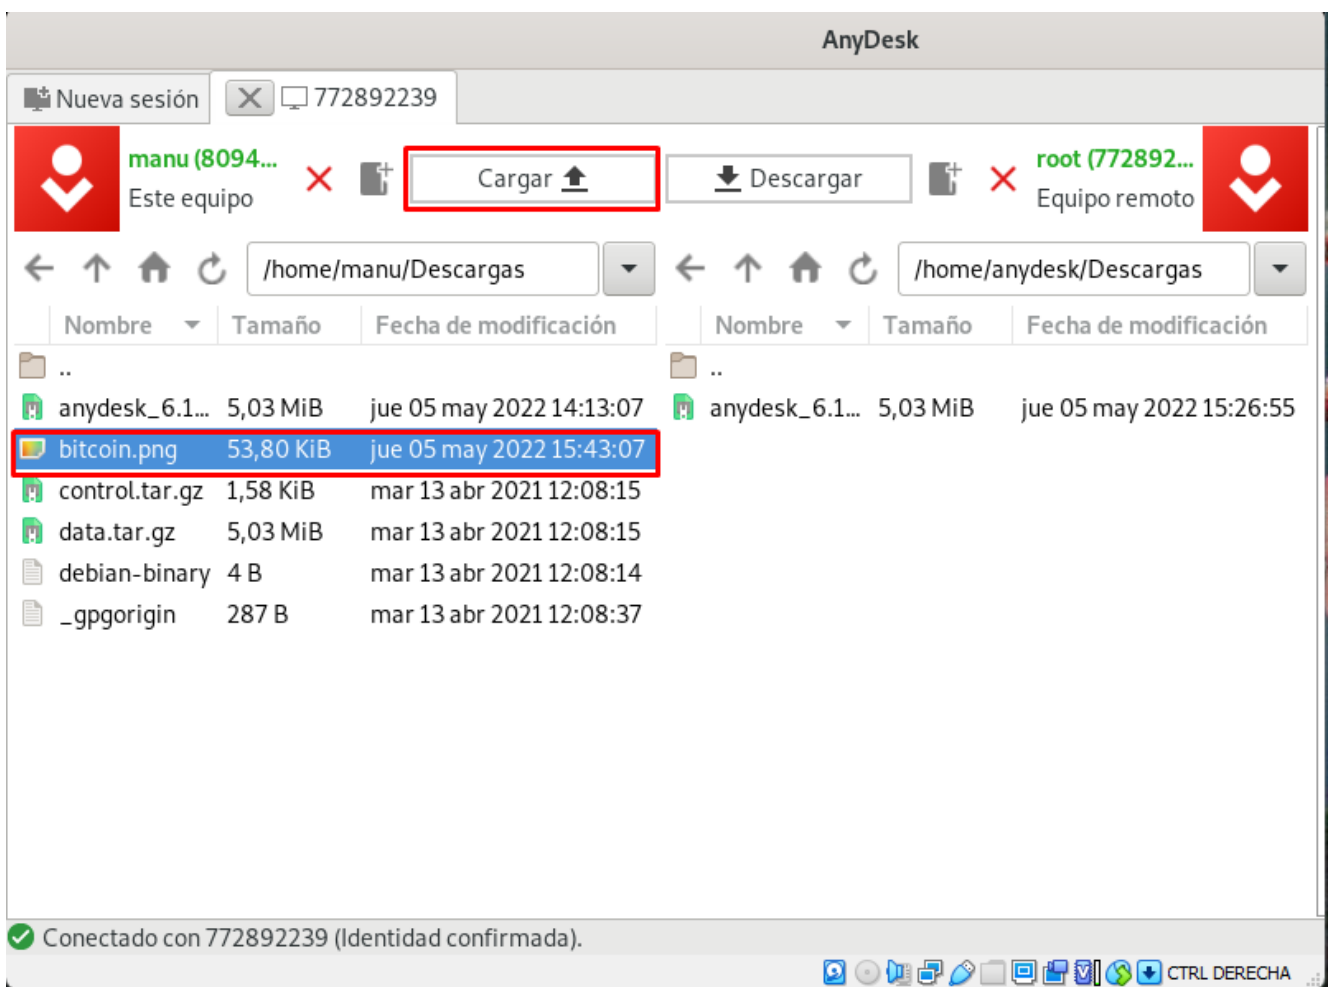 AnyDesk
Nueva sesión
772892239
manu (8094...
Este equipo
Cargar
Descargar
root (772892...
Equipo remoto
/home/manu/Descargas
/home/anydesk/Descargas
Nombre Tamaño Fecha de modificación
Nombre Tamaño Fecha de modificación
..
..
anydesk_6.1... 5,03 MiB jue 05 may 2022 14:13:07
anydesk_6.1... 5,03 MiB jue 05 may 2022 15:26:55
bitcoin.png 53,80 KiB jue 05 may 2022 15:43:07
control.tar.gz 1,58 KiB mar 13 abr 2021 12:08:15
data.tar.gz 5,03 MiB mar 13 abr 2021 12:08:15
debian-binary 4 B mar 13 abr 2021 12:08:14
_gpgorigin 287 B mar 13 abr 2021 12:08:37
Conectado con 772892239 (Identidad confirmada).
CTRL DERECHA